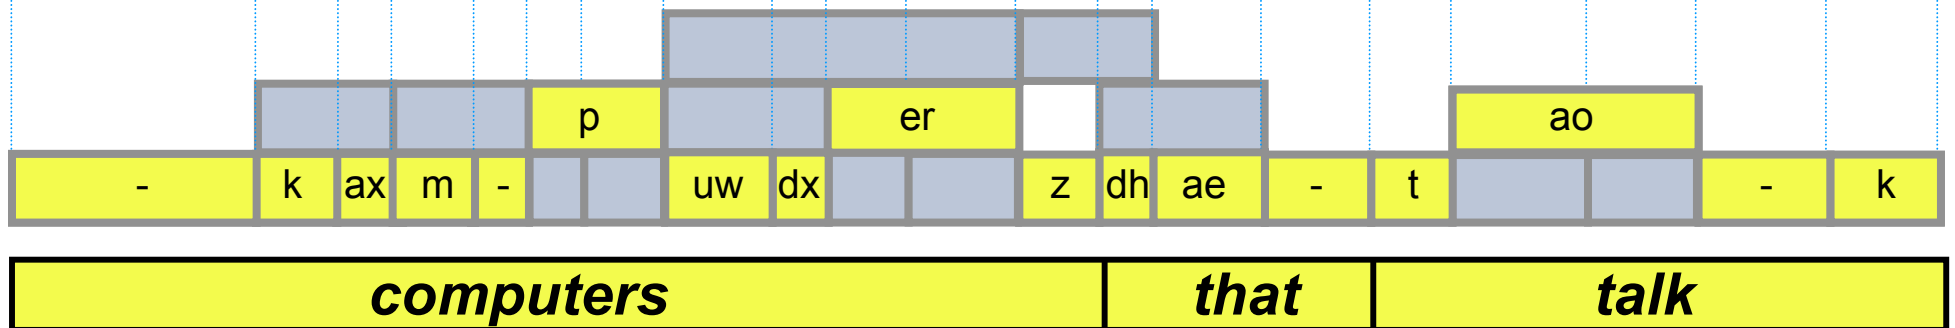 p er ao
- k ax m - uw dx z dh ae - t - k
computers that talk